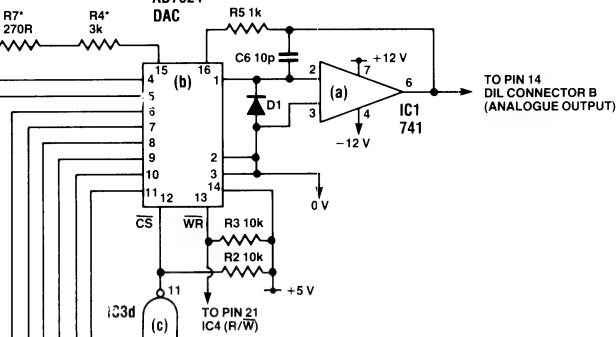 R7*
270R
R4*
3k
DAC
R5 1k
C6 10p
+12 V
15
16
(b)
1
2
7
(a)
6
3
4
IC1
741
−12 V
TO PIN 14
DIL CONNECTOR B
(ANALOGUE OUTPUT)
4
5
6
7
8
9
10
11
12
13
14
2
3
D1
0 V
CS
WR
R3 10k
R2 10k
+5 V
11
IC3d
(c)
TO PIN 21
IC4 (R/W)